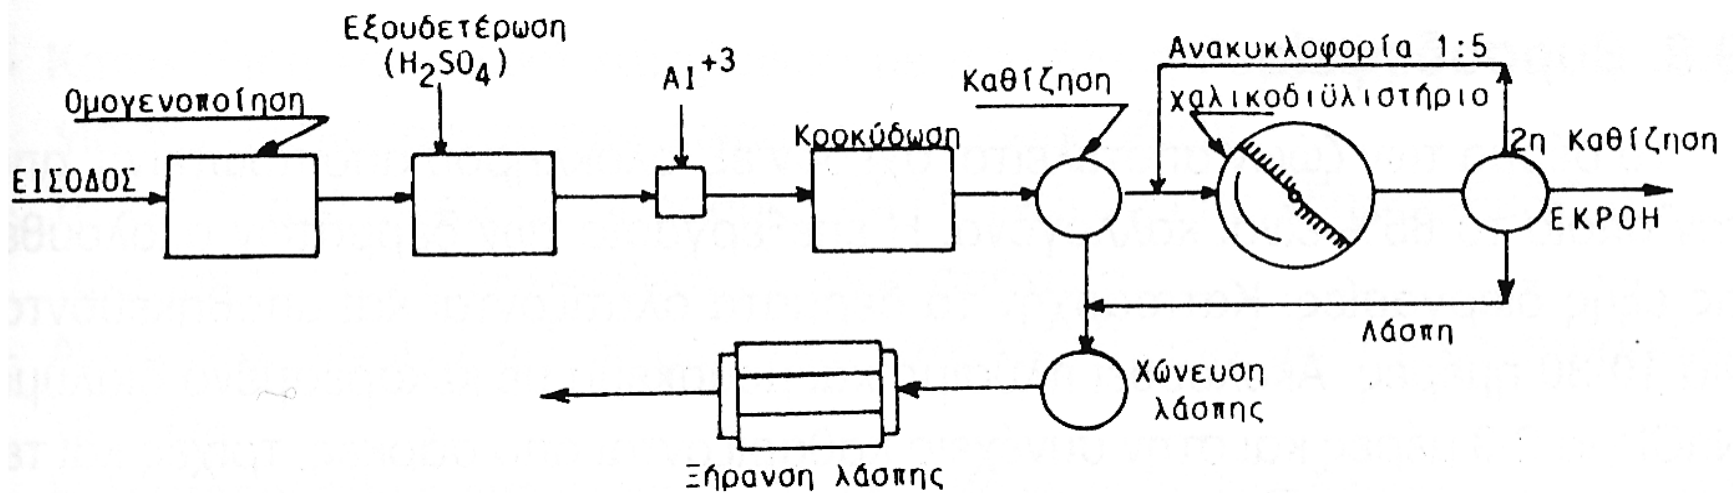 Εξουδετέρωση
(H₂SO₄)
Ομογενοποίηση
ΕΙΣΟΔΟΣ
Al⁺³
Κροκύδωση
Καθίζηση
Ανακυκλοφορία 1:5
χαλικοδιϋλιστήριο
2η Καθίζηση
ΕΚΡΟΗ
Λάσπη
Χώνευση
λάσπης
Ξήρανση λάσπης